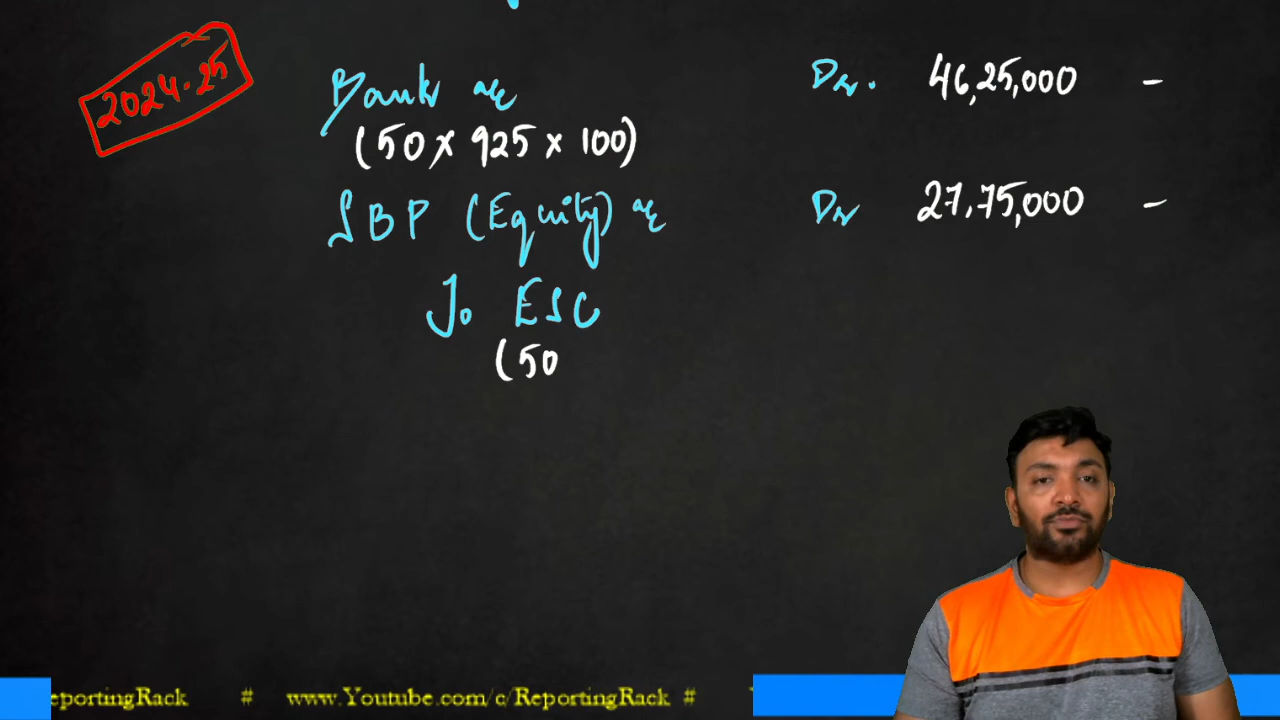 2024-25
Bank a/c Dr. 46,25,000 -
(50 x 925 x 100)
SBP (Equity) a/c Dr 27,75,000 -
To ESC
(50
eportingRack # www.Youtube.com/c/ReportingRack #